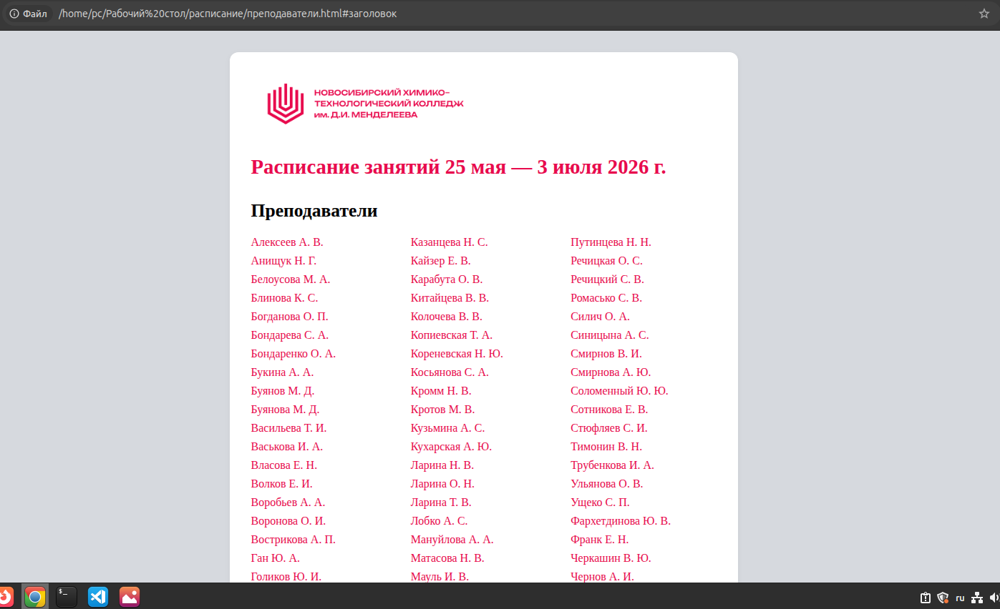 Файл /home/pc/Рабочий%20стол/расписание/преподаватели.html#заголовок
НОВОСИБИРСКИЙ ХИМИКО-
ТЕХНОЛОГИЧЕСКИЙ КОЛЛЕДЖ
им. Д.И. МЕНДЕЛЕЕВА
Расписание занятий 25 мая — 3 июля 2026 г.
Преподаватели
Алексеев А. В.
Анищук Н. Г.
Белоусова М. А.
Блинова К. С.
Богданова О. П.
Бондарева С. А.
Бондаренко О. А.
Букина А. А.
Буянов М. Д.
Буянова М. Д.
Васильева Т. И.
Васькова И. А.
Власова Е. Н.
Волков Е. И.
Воробьев А. А.
Воронова О. И.
Вострикова А. П.
Ган Ю. А.
Голиков Ю. И.
Казанцева Н. С.
Кайзер Е. В.
Карабута О. В.
Китайцева В. В.
Колочева В. В.
Копиевская Т. А.
Кореневская Н. Ю.
Косьянова С. А.
Кромм Н. В.
Кротов М. В.
Кузьмина А. С.
Кухарская А. Ю.
Ларина Н. В.
Ларина О. Н.
Ларина Т. В.
Лобко А. С.
Мануйлова А. А.
Матасова Н. В.
Мауль И. В.
Путинцева Н. Н.
Речицкая О. С.
Речицкий С. В.
Ромасько С. В.
Силич О. А.
Синицына А. С.
Смирнов В. И.
Смирнова А. Ю.
Соломенный Ю. Ю.
Сотникова Е. В.
Стюфляев С. И.
Тимонин В. Н.
Трубенкова И. А.
Ульянова О. В.
Ущеко С. П.
Фархетдинова Ю. В.
Франк Е. Н.
Черкашин В. Ю.
Чернов А. И.
$_
ru